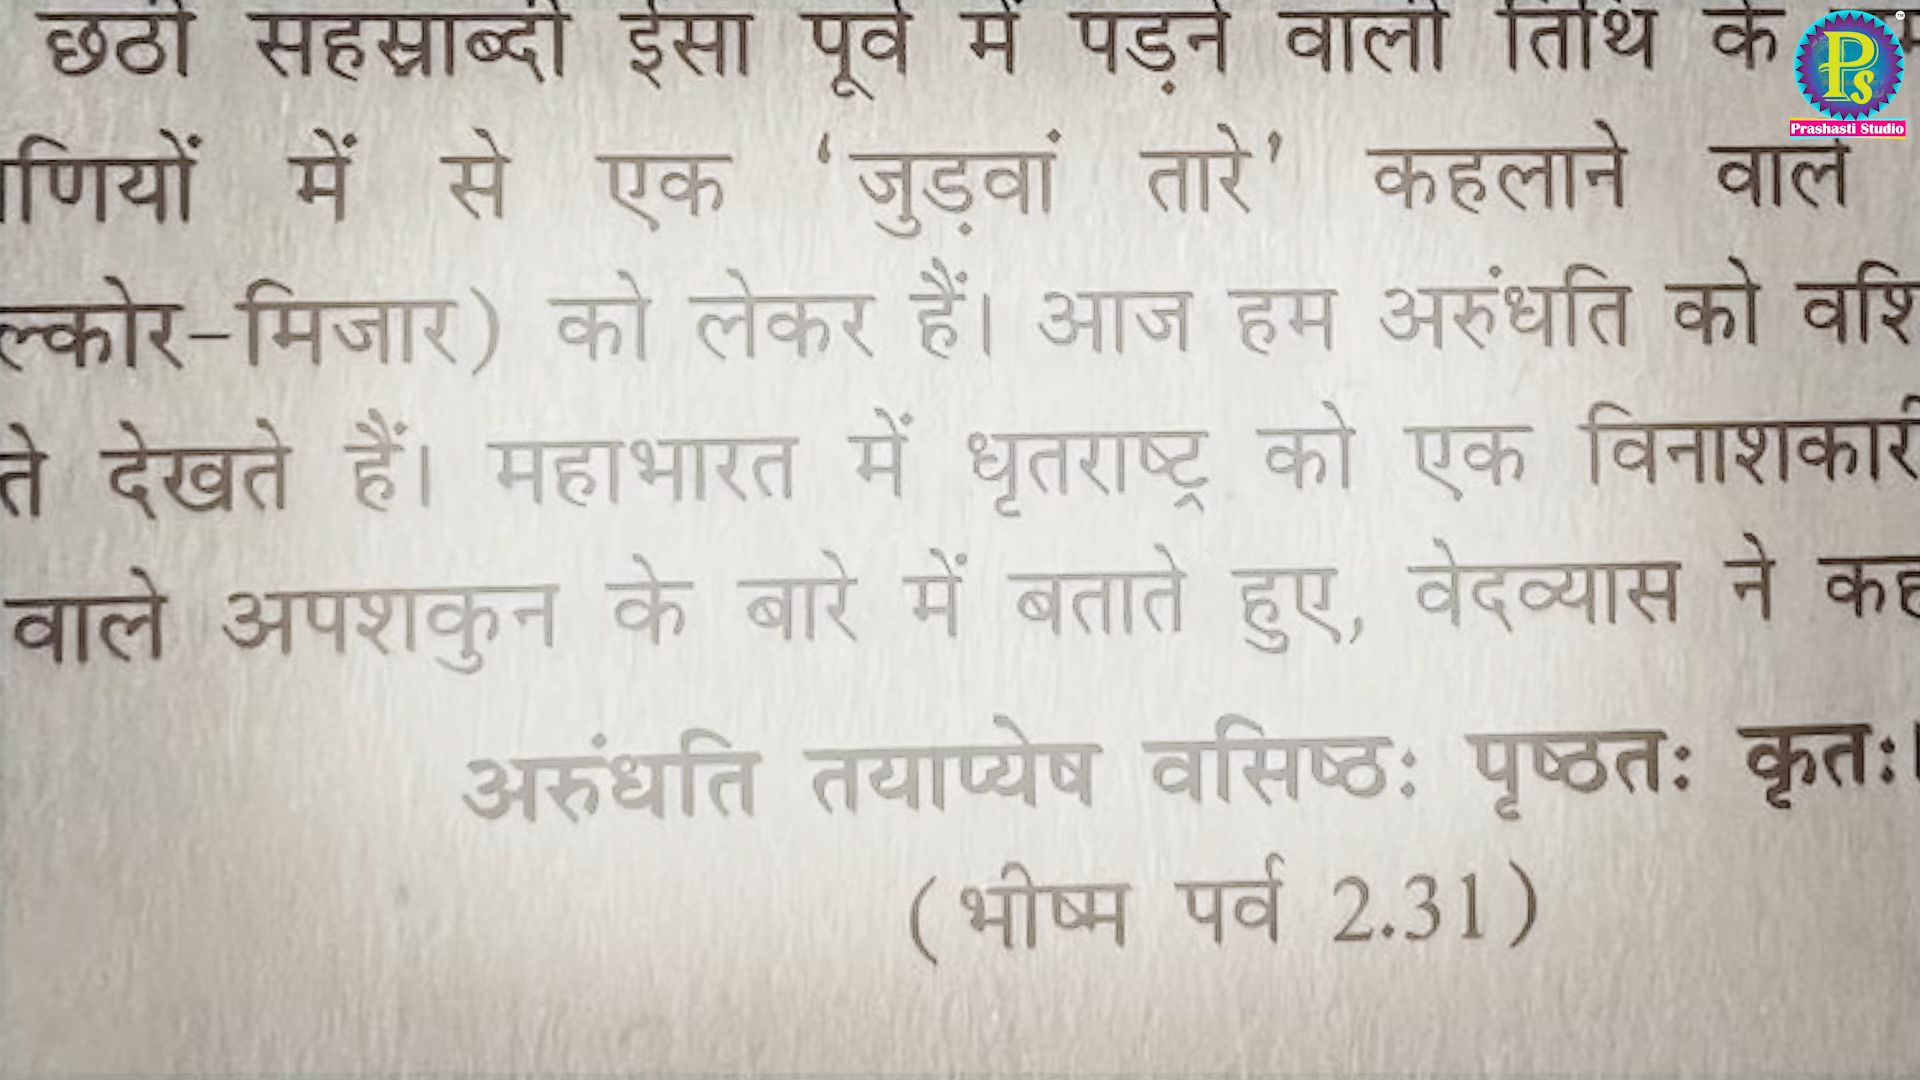 छठी सहस्राब्दी ईसा पूर्व में पड़ने वाली तिथि के
णियों में से एक ‘जुड़वां तारे’ कहलाने वाले
ल्कोर-मिजार) को लेकर हैं। आज हम अरुंधति को वशि
ते देखते हैं। महाभारत में धृतराष्ट्र को एक विनाशकारी
वाले अपशकुन के बारे में बताते हुए, वेदव्यास ने कह
अरुंधति तयाप्येष वसिष्ठः पृष्ठतः कृतः।
(भीष्म पर्व 2.31)
Ps
Prashasti Studio